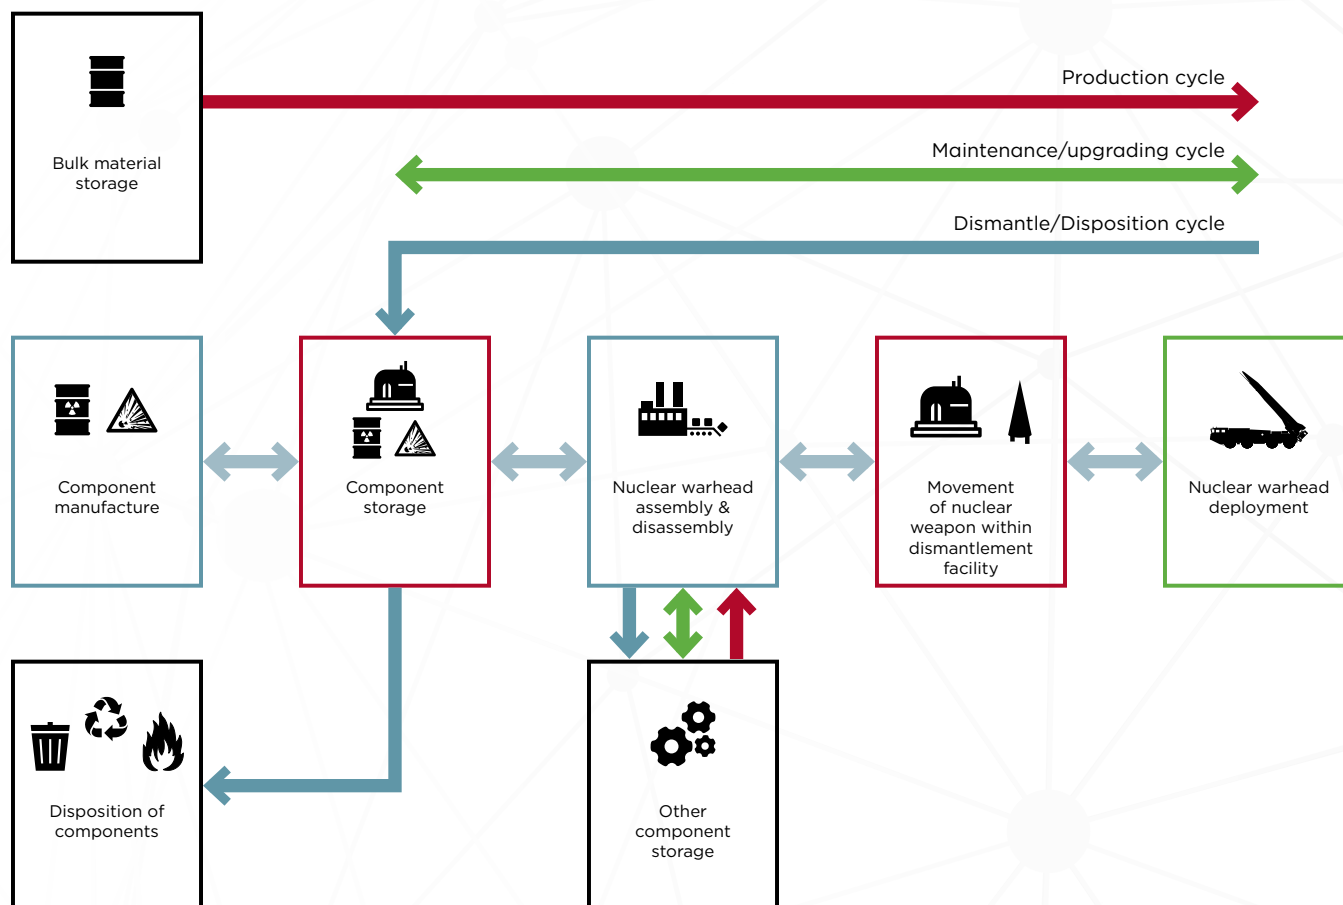 Production cycle
Bulk material
storage
Maintenance/upgrading cycle
Dismantle/Disposition cycle
Component
manufacture
Component
storage
Nuclear warhead
assembly &
disassembly
Movement
of nuclear
weapon within
dismantlement
facility
Nuclear warhead
deployment
Disposition of
components
Other
component
storage